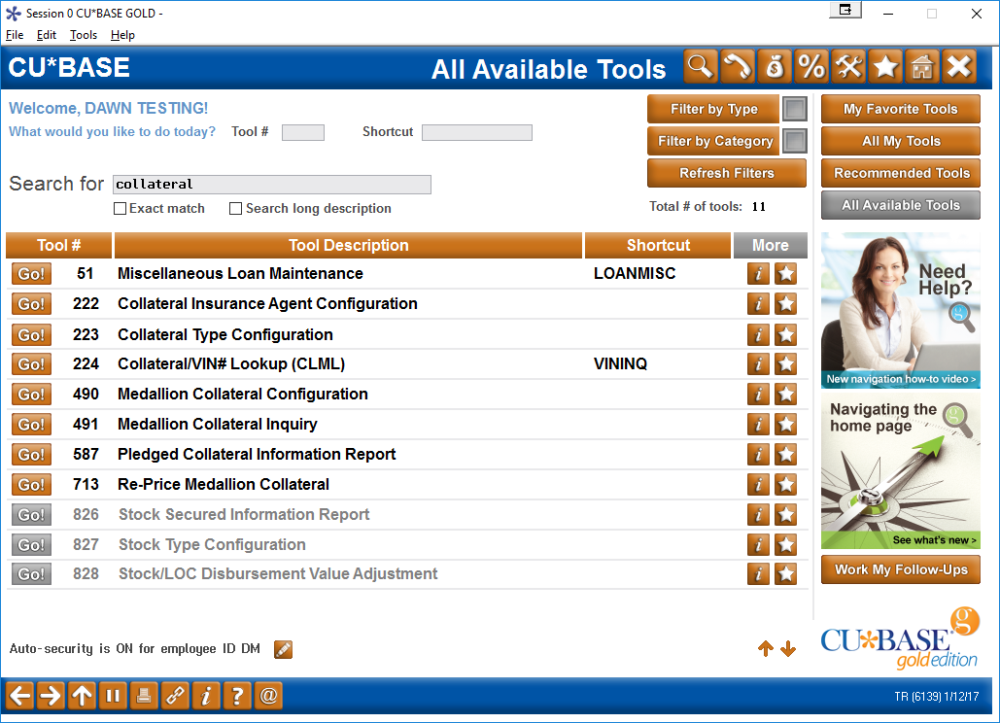 Session 0 CU*BASE GOLD -
File Edit Tools Help
CU*BASE
All Available Tools
Welcome, DAWN TESTING!
What would you like to do today? Tool # Shortcut
Search for collateral
Exact match Search long description
Filter by Type
Filter by Category
Refresh Filters
Total # of tools: 11
My Favorite Tools
All My Tools
Recommended Tools
All Available Tools
Tool # Tool Description Shortcut More
Go! 51 Miscellaneous Loan Maintenance LOANMISC i
Go! 222 Collateral Insurance Agent Configuration i
Go! 223 Collateral Type Configuration i
Go! 224 Collateral/VIN# Lookup (CLML) VININQ i
Go! 490 Medallion Collateral Configuration i
Go! 491 Medallion Collateral Inquiry i
Go! 587 Pledged Collateral Information Report i
Go! 713 Re-Price Medallion Collateral i
Go! 826 Stock Secured Information Report i
Go! 827 Stock Type Configuration i
Go! 828 Stock/LOC Disbursement Value Adjustment i
Need
Help?
g
New navigation how-to video >
Navigating the
home page
g
See what's new >
Work My Follow-Ups
Auto-security is ON for employee ID DM
g
CU*BASE
gold edition
i ? @
TR (6139) 1/12/17